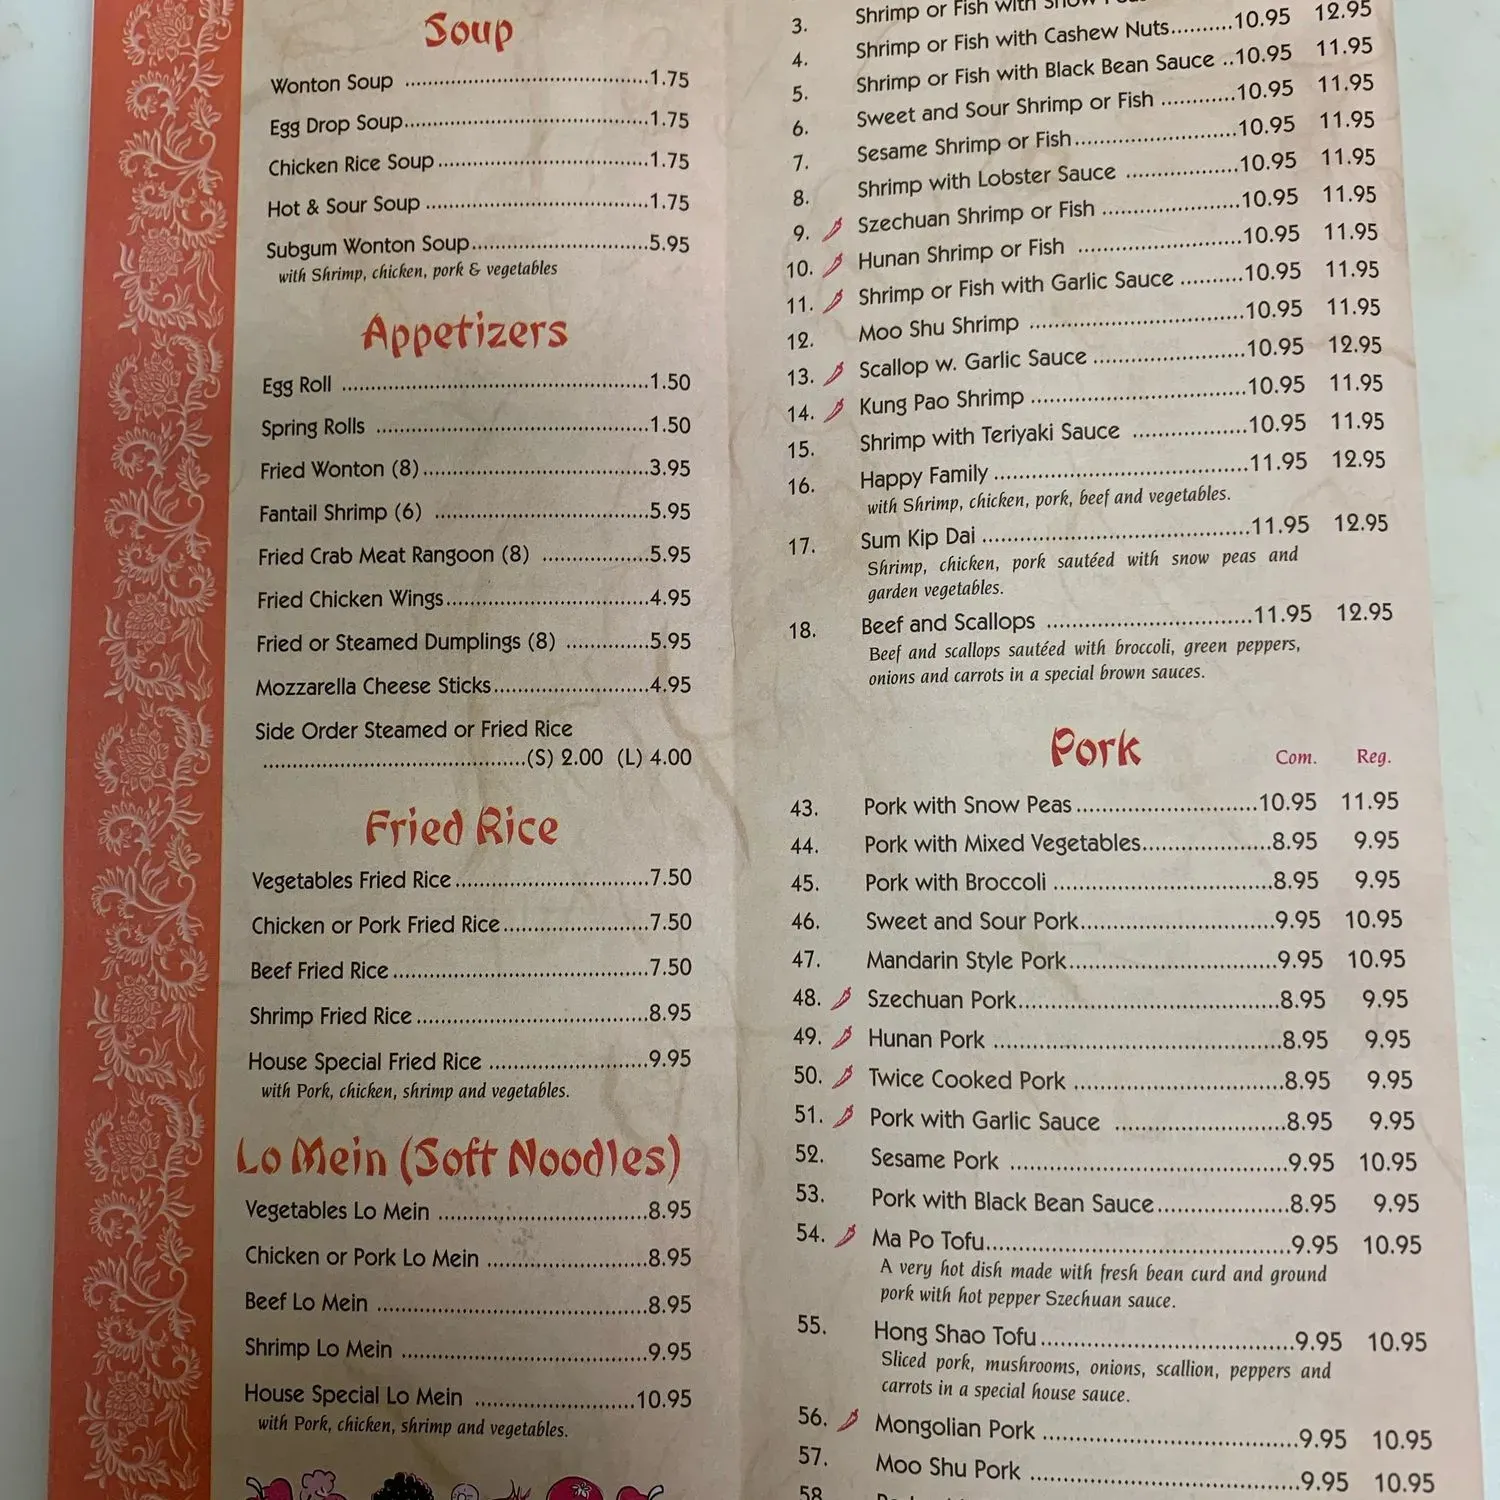 Soup
Wonton Soup ....................................1.75
Egg Drop Soup....................................1.75
Chicken Rice Soup...............................1.75
Hot & Sour Soup.................................1.75
Subgum Wonton Soup..........................5.95
with Shrimp, chicken, pork & vegetables
Appetizers
Egg Roll .............................................1.50
Spring Rolls ........................................1.50
Fried Wonton (8).................................3.95
Fantail Shrimp (6) ...............................5.95
Fried Crab Meat Rangoon (8) ................5.95
Fried Chicken Wings..............................4.95
Fried or Steamed Dumplings (8) ............5.95
Mozzarella Cheese Sticks.......................4.95
Side Order Steamed or Fried Rice
.......................................(S) 2.00 (L) 4.00
Fried Rice
Vegetables Fried Rice............................7.50
Chicken or Pork Fried Rice.....................7.50
Beef Fried Rice.....................................7.50
Shrimp Fried Rice..................................8.95
House Special Fried Rice .......................9.95
with Pork, chicken, shrimp and vegetables.
Lo Mein (Soft Noodles)
Vegetables Lo Mein ..............................8.95
Chicken or Pork Lo Mein .......................8.95
Beef Lo Mein .......................................8.95
Shrimp Lo Mein ...................................9.95
House Special Lo Mein .......................10.95
with Pork, chicken, shrimp and vegetables.
3. Shrimp or Fish with Snow
4. Shrimp or Fish with Cashew Nuts.........10.95 12.95
5. Shrimp or Fish with Black Bean Sauce ..10.95 11.95
6. Sweet and Sour Shrimp or Fish ...........10.95 11.95
7. Sesame Shrimp or Fish.......................10.95 11.95
8. Shrimp with Lobster Sauce ................10.95 11.95
9. Szechuan Shrimp or Fish ....................10.95 11.95
10. Hunan Shrimp or Fish .......................10.95 11.95
11. Shrimp or Fish with Garlic Sauce .........10.95 11.95
12. Moo Shu Shrimp ..............................10.95 11.95
13. Scallop w. Garlic Sauce .....................10.95 12.95
14. Kung Pao Shrimp ..............................10.95 11.95
15. Shrimp with Teriyaki Sauce ................10.95 11.95
16. Happy Family ...................................11.95 12.95
with Shrimp, chicken, pork, beef and vegetables.
17. Sum Kip Dai .....................................11.95 12.95
Shrimp, chicken, pork sautéed with snow peas and
garden vegetables.
18. Beef and Scallops .............................11.95 12.95
Beef and scallops sautéed with broccoli, green peppers,
onions and carrots in a special brown sauces.
Pork Com. Reg.
43. Pork with Snow Peas.........................10.95 11.95
44. Pork with Mixed Vegetables..................8.95 9.95
45. Pork with Broccoli ..............................8.95 9.95
46. Sweet and Sour Pork...........................9.95 10.95
47. Mandarin Style Pork............................9.95 10.95
48. Szechuan Pork....................................8.95 9.95
49. Hunan Pork ........................................8.95 9.95
50. Twice Cooked Pork .............................8.95 9.95
51. Pork with Garlic Sauce ........................8.95 9.95
52. Sesame Pork ......................................9.95 10.95
53. Pork with Black Bean Sauce..................8.95 9.95
54. Ma Po Tofu........................................9.95 10.95
A very hot dish made with fresh bean curd and ground
pork with hot pepper Szechuan sauce.
55. Hong Shao Tofu..................................9.95 10.95
Sliced pork, mushrooms, onions, scallion, peppers and
carrots in a special house sauce.
56. Mongolian Pork ..................................9.95 10.95
57. Moo Shu Pork ....................................9.95 10.95
58.